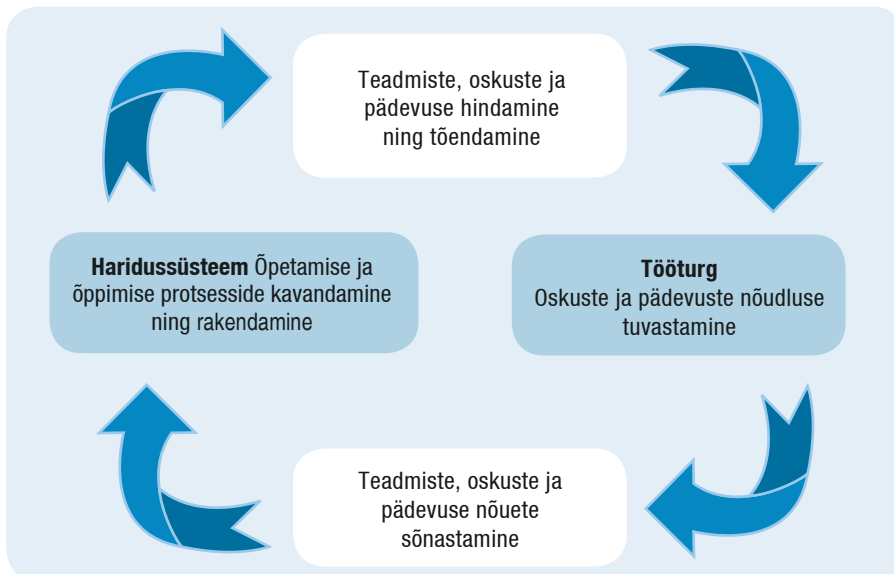 Teadmiste, oskuste ja
pädevuse hindamine
ning tõendamine
Haridussüsteem Õpetamise ja
õppimise protsesside kavandamine
ning rakendamine
Tööturg
Oskuste ja pädevuste nõudluse
tuvastamine
Teadmiste, oskuste ja
pädevuse nõuete
sõnastamine